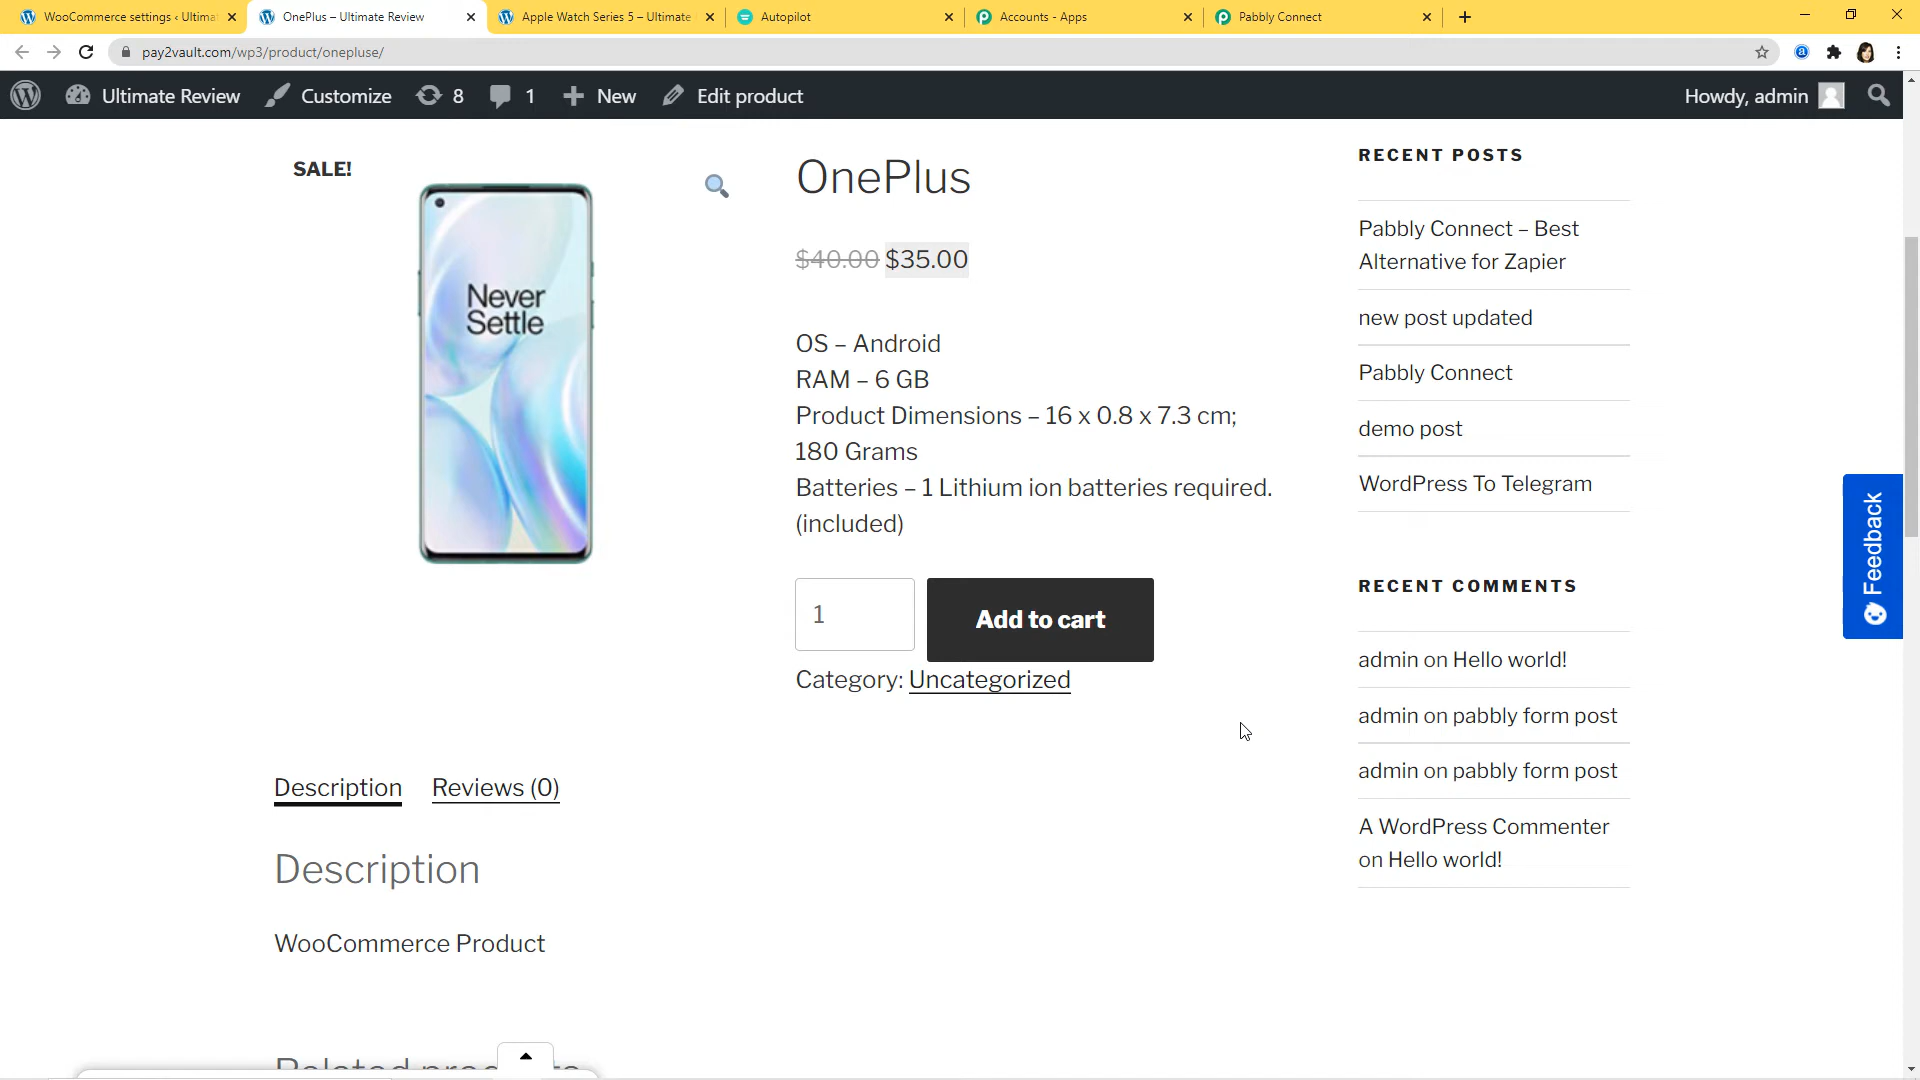 WooCommerce settings ‹ Ultima
OnePlus – Ultimate Review
Apple Watch Series 5 – Ultimate
Autopilot
Accounts - Apps
Pabbly Connect
pay2vault.com/wp3/product/onepluse/
Ultimate Review
Customize
8
1
New
Edit product
Howdy, admin
SALE!
Never
Settle
OnePlus
$40.00 $35.00
OS – Android
RAM – 6 GB
Product Dimensions – 16 x 0.8 x 7.3 cm;
180 Grams
Batteries – 1 Lithium ion batteries required.
(included)
1
Add to cart
Category: Uncategorized
Description
Reviews (0)
Description
WooCommerce Product
RECENT POSTS
Pabbly Connect – Best
Alternative for Zapier
new post updated
Pabbly Connect
demo post
WordPress To Telegram
RECENT COMMENTS
admin on Hello world!
admin on pabbly form post
admin on pabbly form post
A WordPress Commenter
on Hello world!
Feedback
Related